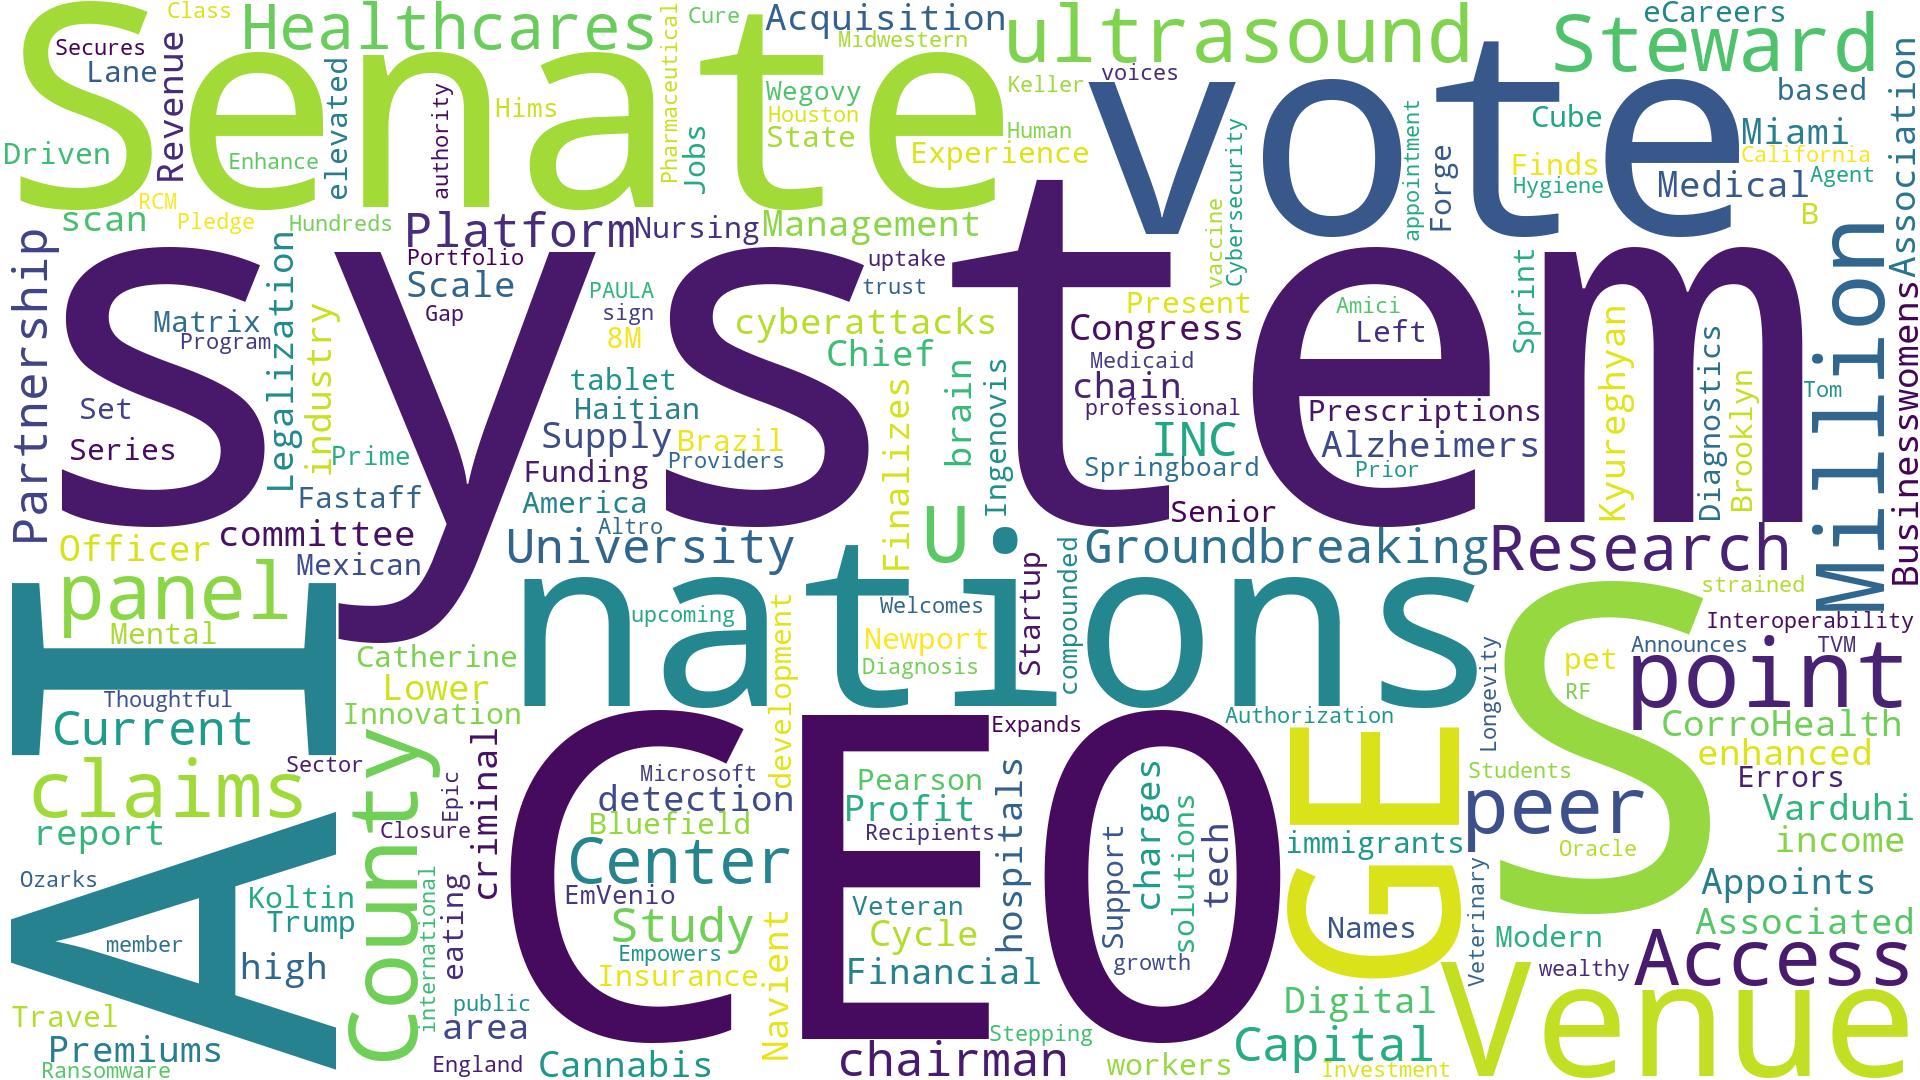 Senate
vote
system
nations
CEO
AI
S
GE
Venue
Healthcares
ultrasound
Steward
Class
Cure
Acquisition
eCareers
Secures
Lane
Revenue
elevated
Hims
Pharmaceutical
Midwestern
voices
Keller
Wegovy
Houston
State
Human
Experience
Jobs
authority
Enhance
Driven
RCM
Pledge
Hundreds
scan
Platform
Nursing
Management
vaccine
Cybersecurity
appointment
Forge
Cube
Finds
Hygiene
Medical
Miami
California
Agent
B
based
Association
Partnership
Legalization
industry
Matrix
Program
Set
Series
Prime
Fastaff
committee
Officer
Mexican
Portfolio
Scale
Gap
PAULA
sign
8M
uptake
trust
cyberattacks
Chief
tablet
Haitian
Supply
Brazil
Providers
Funding
America
Altro
University
Finalizes
brain
Ingenovis
U
Present
Congress
Medicaid
chain
professional
INC
Springboard
Senior
Amici
Left
Prescriptions
Alzheimers
Prior
Sprint
Kyureghyan
Diagnostics
Brooklyn
Tom
Million
Businesswomens
Groundbreaking
Research
strained
Interoperability
Announces
TVM
pet
RF
point
CorroHealth
enhanced
Errors
Varduhi
income
Longevity
Students
peer
Oracle
Appoints
Associated
Modern
wealthy
Access
Veterinary
panel
Mental
Thoughtful
Current
Sector
claims
report
Ozarks
Koltin
Trump
member
high
Travel
Premiums
Ransomware
Catherine
Lower
Innovation
County
international
Epic
Closure
criminal
eating
public
area
England
Cannabis
upcoming
development
Welcomes
Newport
Diagnosis
Startup
compounded
Expands
Authorization
Microsoft
detection
Bluefield
Center
EmVenio
Study
Empowers
Insurance
Navient
Pearson
Profit
Recipients
Veteran
Cycle
Financial
hospitals
Support
charges
solutions
tech
growth
Stepping
chairman
workers
immigrants
Names
Digital
Capital
Investment